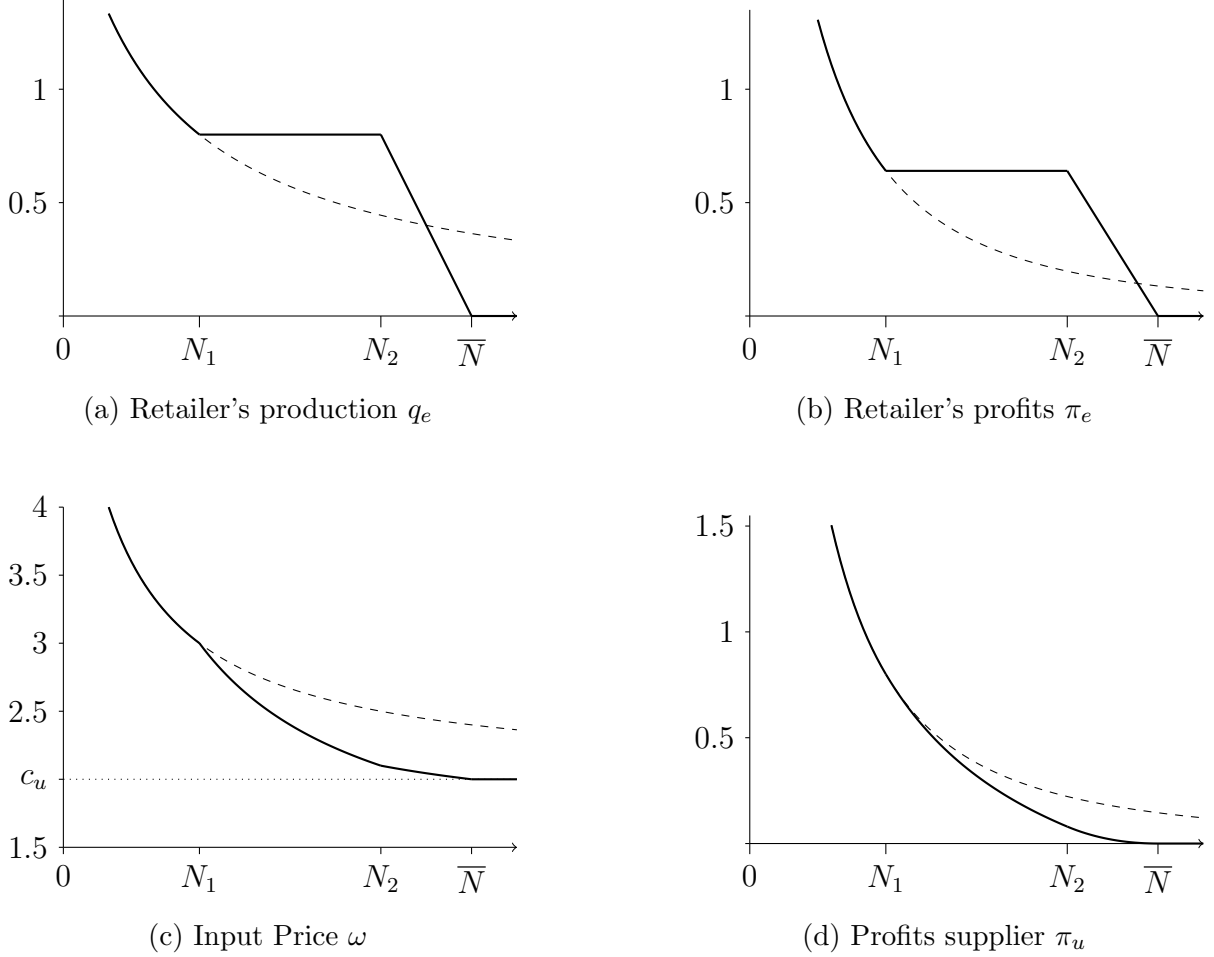 1
0.5
0 N₁ N₂ N̅
(a) Retailer's production qₑ
1
0.5
0 N₁ N₂ N̅
(b) Retailer's profits πₑ
4
3.5
3
2.5
cᵤ
1.5
0 N₁ N₂ N̅
(c) Input Price ω
1.5
1
0.5
0 N₁ N₂ N̅
(d) Profits supplier πᵤ